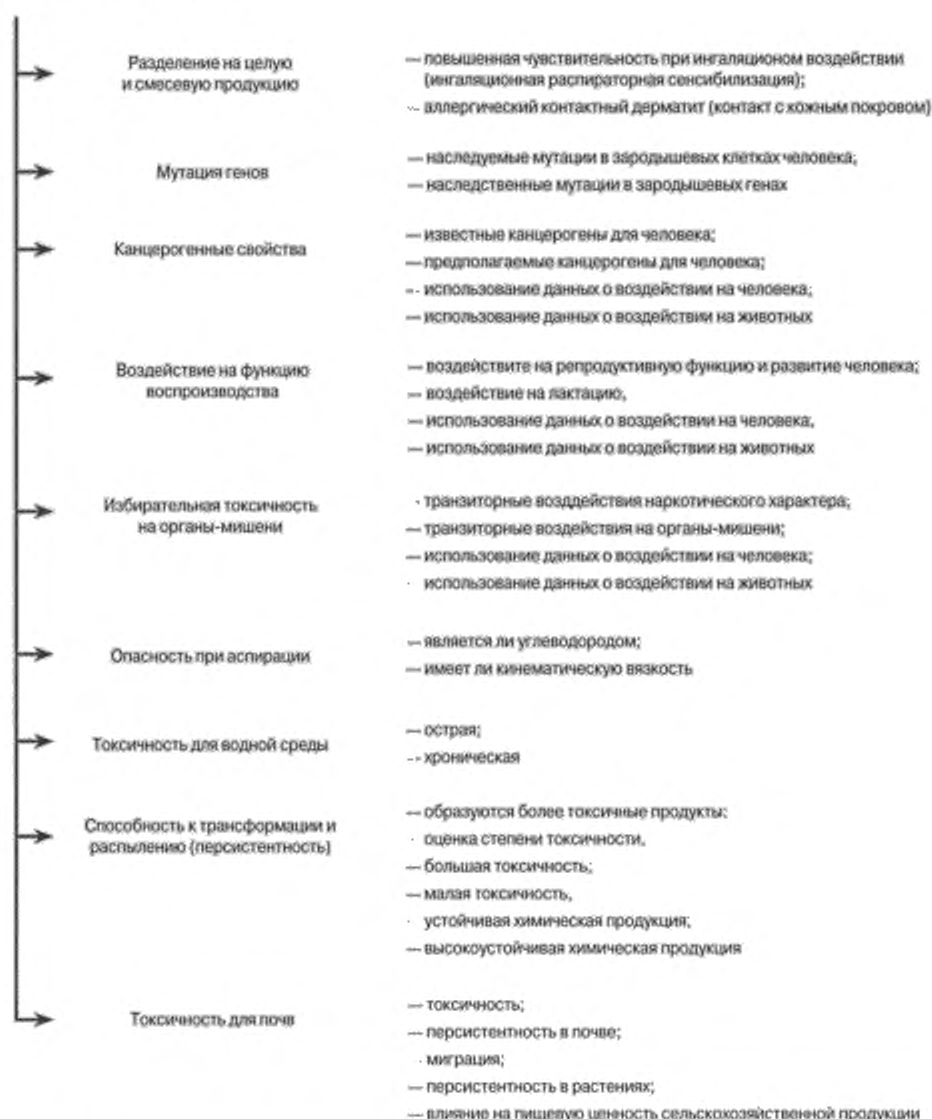 Разделение на целую
и смесевую продукцию
— повышенная чувствительность при ингаляционом воздействии
(ингаляционная распираторная сенсибилизация);
— аллергический контактный дерматит (контакт с кожным покровом)
Мутация генов
— наследуемые мутации в зародышевых клетках человека;
— наследственные мутации в зародышевых генах
Канцерогенные свойства
— известные канцерогены для человека;
— предполагаемые канцерогены для человека;
— использование данных о воздействии на человека;
— использование данных о воздействии на животных
Воздействие на функцию
воспроизводства
— воздействите на репродуктивную функцию и развитие человека;
— воздействие на лактацию,
— использование данных о воздействии на человека,
— использование данных о воздействии на животных
Избирательная токсичность
на органы-мишени
· транзиторные возддействия наркотического характера;
— транзиторные воздействия на органы-мишени;
— использование данных о воздействии на человека;
· использование данных о воздействии на животных
Опасность при аспирации
— является ли углеводородом;
— имеет ли кинематическую вязкость
Токсичность для водной среды
— острая;
-- хроническая
Способность к трансформации и
распылению (персистентность)
— образуются более токсичные продукты:
· оценка степени токсичности,
— большая токсичность;
— малая токсичность,
· устойчивая химическая продукция;
— высокоустойчивая химическая продукция
Токсичность для почв
— токсичность;
— персистентность в почве;
· миграция;
— персистентность в растениях;
— влияние на пищевую ценность сельскохозяйственной продукции